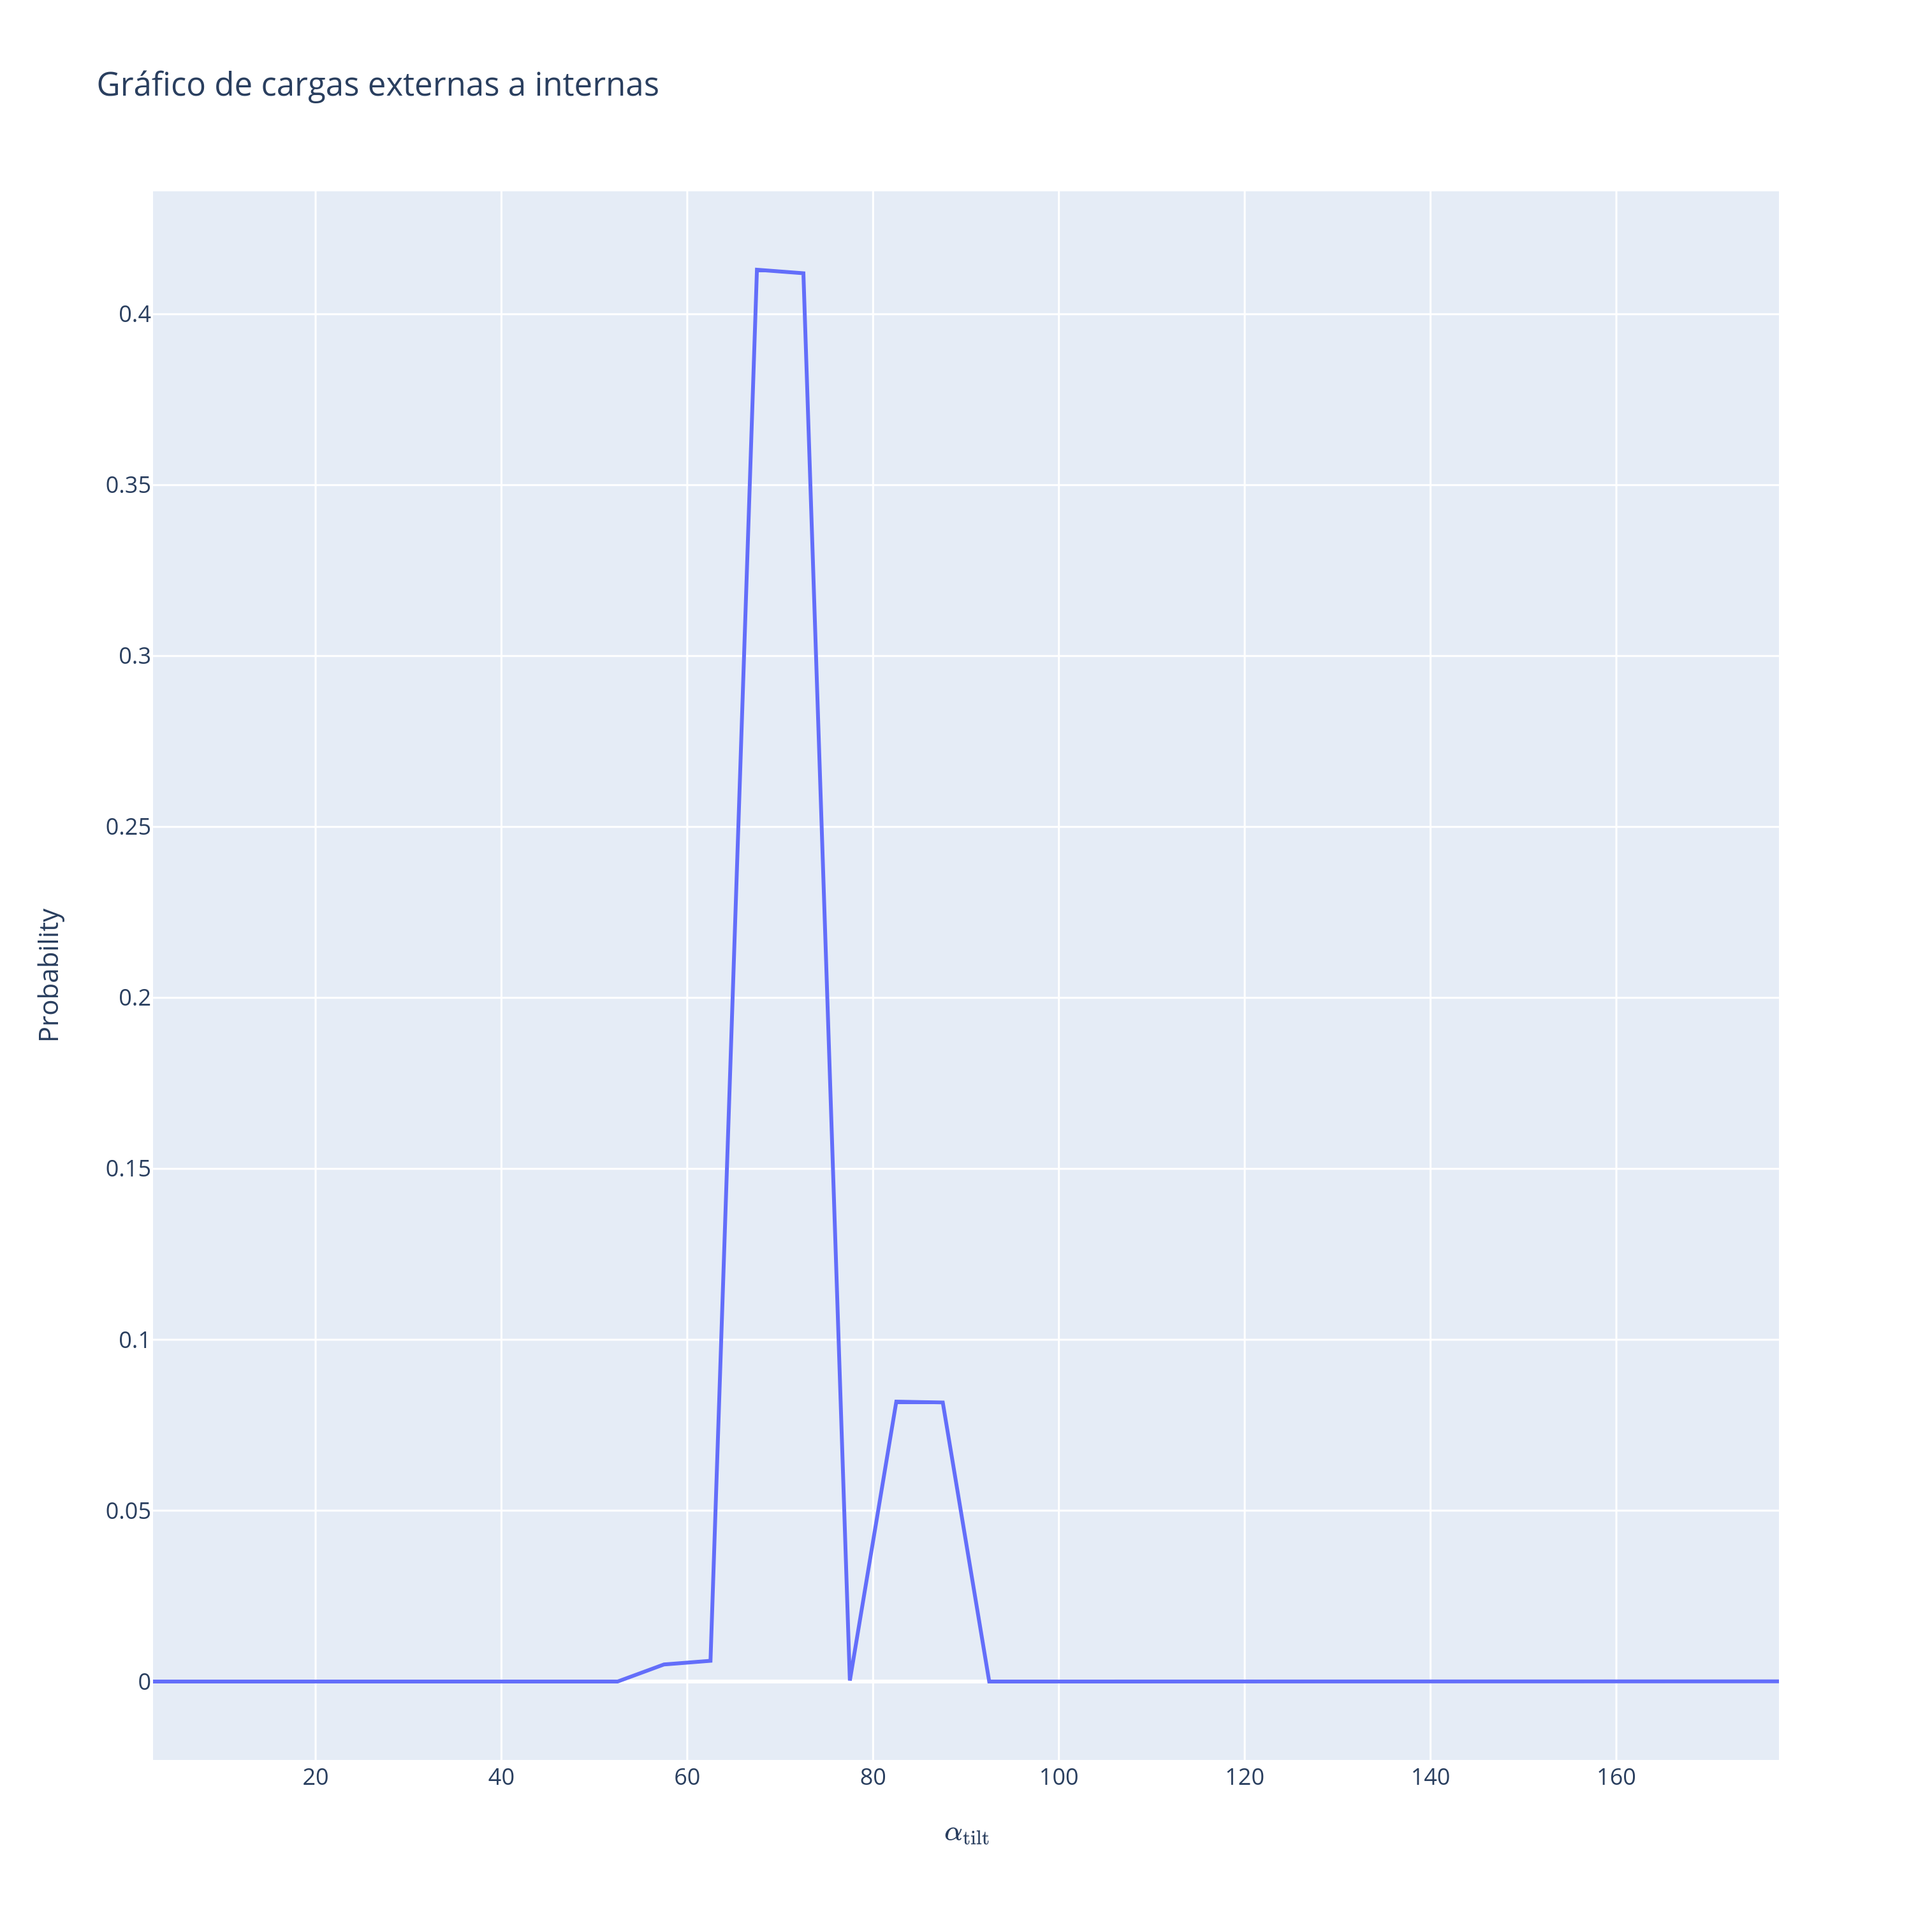 Gráfico de cargas externas a internas
0.4
0.35
0.3
0.25
0.2
0.15
0.1
0.05
0
Probability
20 40 60 80 100 120 140 160
α_tilt